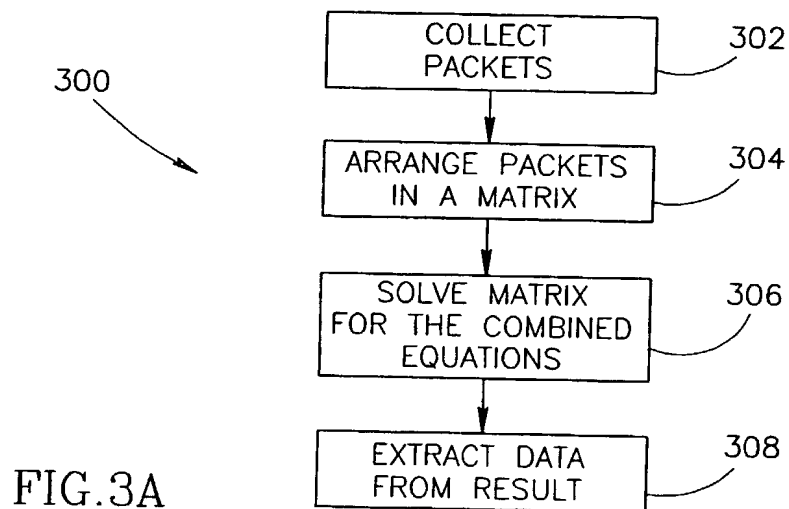 COLLECT
PACKETS
302
300
ARRANGE PACKETS
IN A MATRIX
304
SOLVE MATRIX
FOR THE COMBINED
EQUATIONS
306
EXTRACT DATA
FROM RESULT
308
FIG.3A